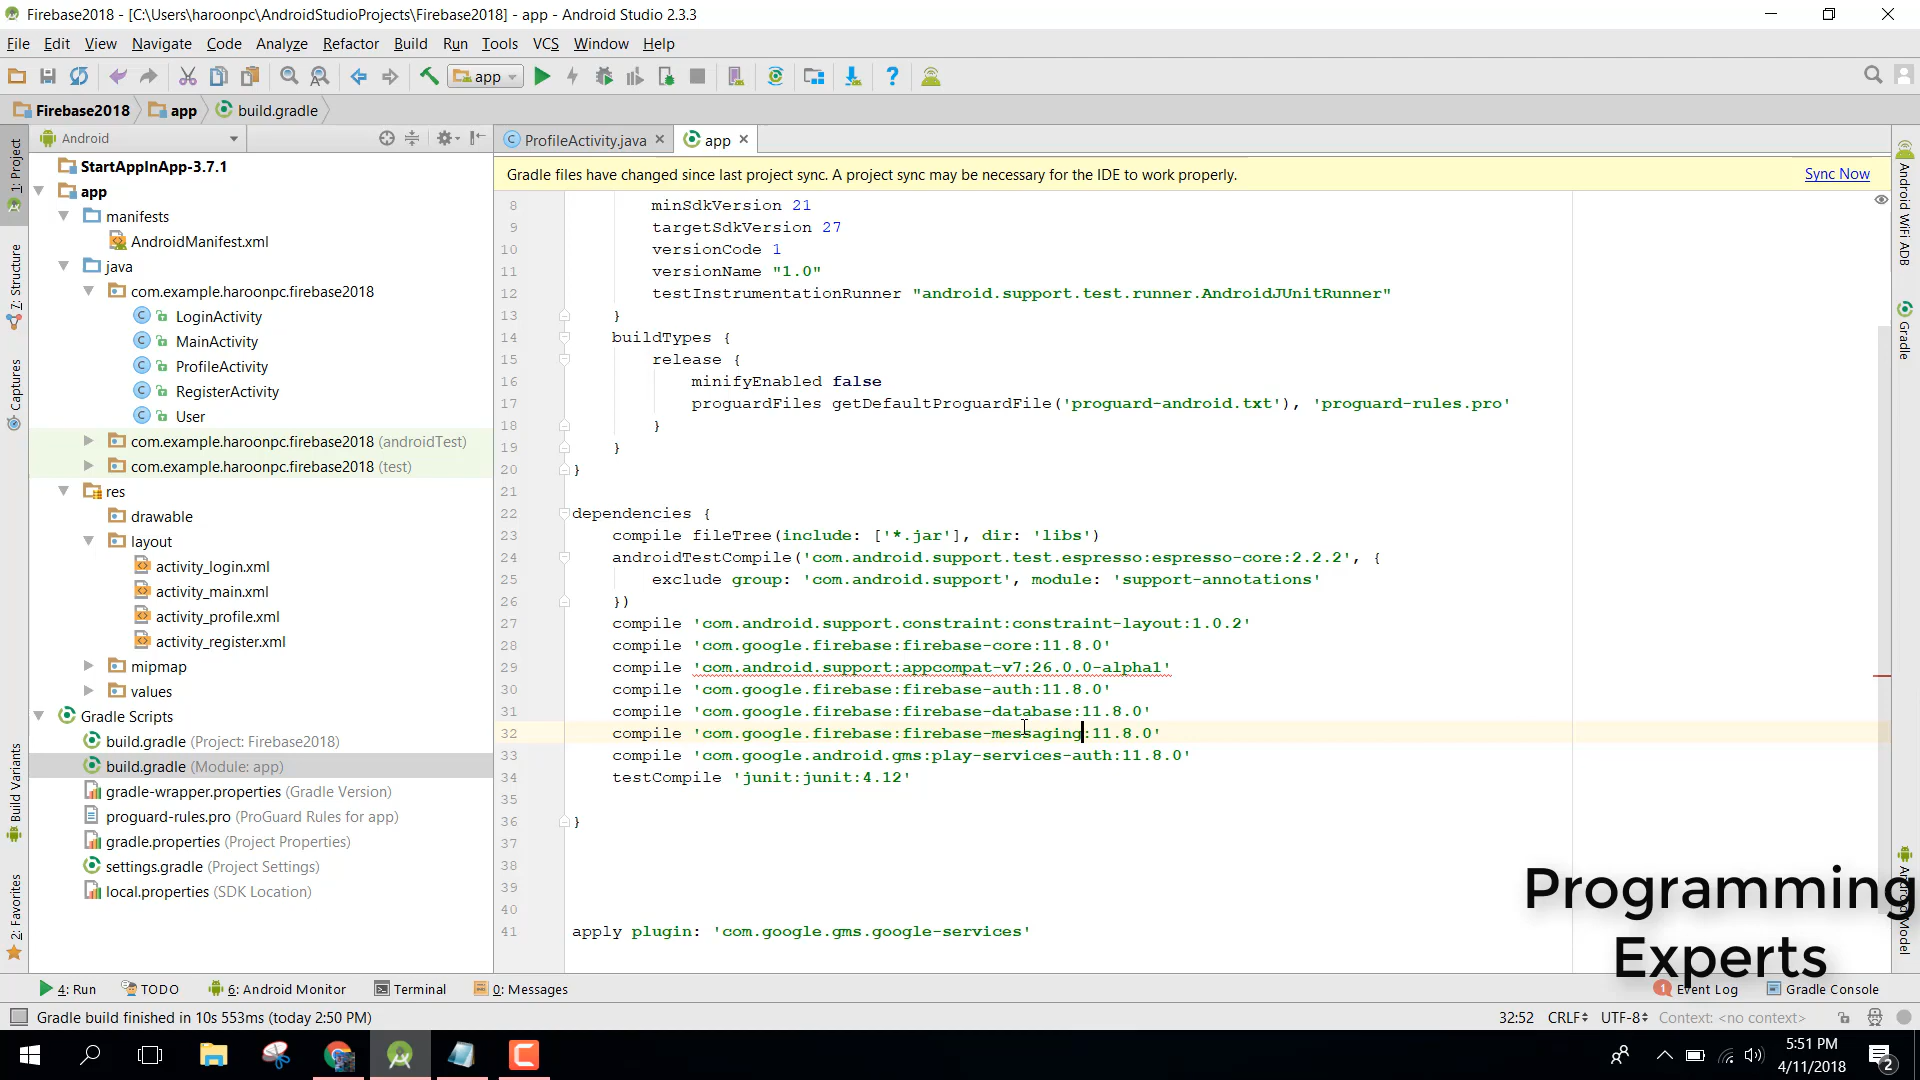 Firebase2018 - [C:\Users\haroonpc\AndroidStudioProjects\Firebase2018] - app - Android Studio 2.3.3
File Edit View Navigate Code Analyze Refactor Build Run Tools VCS Window Help
app
Firebase2018 app build.gradle
Android
ProfileActivity.java app
1: Project
7: Structure
Captures
Build Variants
2: Favorites
StartAppInApp-3.7.1
app
manifests
AndroidManifest.xml
java
com.example.haroonpc.firebase2018
LoginActivity
MainActivity
ProfileActivity
RegisterActivity
User
com.example.haroonpc.firebase2018 (androidTest)
com.example.haroonpc.firebase2018 (test)
res
drawable
layout
activity_login.xml
activity_main.xml
activity_profile.xml
activity_register.xml
mipmap
values
Gradle Scripts
build.gradle (Project: Firebase2018)
build.gradle (Module: app)
gradle-wrapper.properties (Gradle Version)
proguard-rules.pro (ProGuard Rules for app)
gradle.properties (Project Properties)
settings.gradle (Project Settings)
local.properties (SDK Location)
Gradle files have changed since last project sync. A project sync may be necessary for the IDE to work properly. Sync Now
8 minSdkVersion 21
9 targetSdkVersion 27
10 versionCode 1
11 versionName "1.0"
12 testInstrumentationRunner "android.support.test.runner.AndroidJUnitRunner"
13 }
14 buildTypes {
15 release {
16 minifyEnabled false
17 proguardFiles getDefaultProguardFile('proguard-android.txt'), 'proguard-rules.pro'
18 }
19 }
20 }
21
22 dependencies {
23 compile fileTree(include: ['*.jar'], dir: 'libs')
24 androidTestCompile('com.android.support.test.espresso:espresso-core:2.2.2', {
25 exclude group: 'com.android.support', module: 'support-annotations'
26 })
27 compile 'com.android.support.constraint:constraint-layout:1.0.2'
28 compile 'com.google.firebase:firebase-core:11.8.0'
29 compile 'com.android.support:appcompat-v7:26.0.0-alpha1'
30 compile 'com.google.firebase:firebase-auth:11.8.0'
31 compile 'com.google.firebase:firebase-database:11.8.0'
32 compile 'com.google.firebase:firebase-messaging:11.8.0'
33 compile 'com.google.android.gms:play-services-auth:11.8.0'
34 testCompile 'junit:junit:4.12'
35
36 }
37
38
39
40
41 apply plugin: 'com.google.gms.google-services'
Android WiFi ADB
Gradle
Android Model
Programming
Experts
4: Run TODO 6: Android Monitor Terminal 0: Messages 1 Event Log Gradle Console
Gradle build finished in 10s 553ms (today 2:50 PM) 32:52 CRLF UTF-8 Context: <no context>
5:51 PM
4/11/2018
2